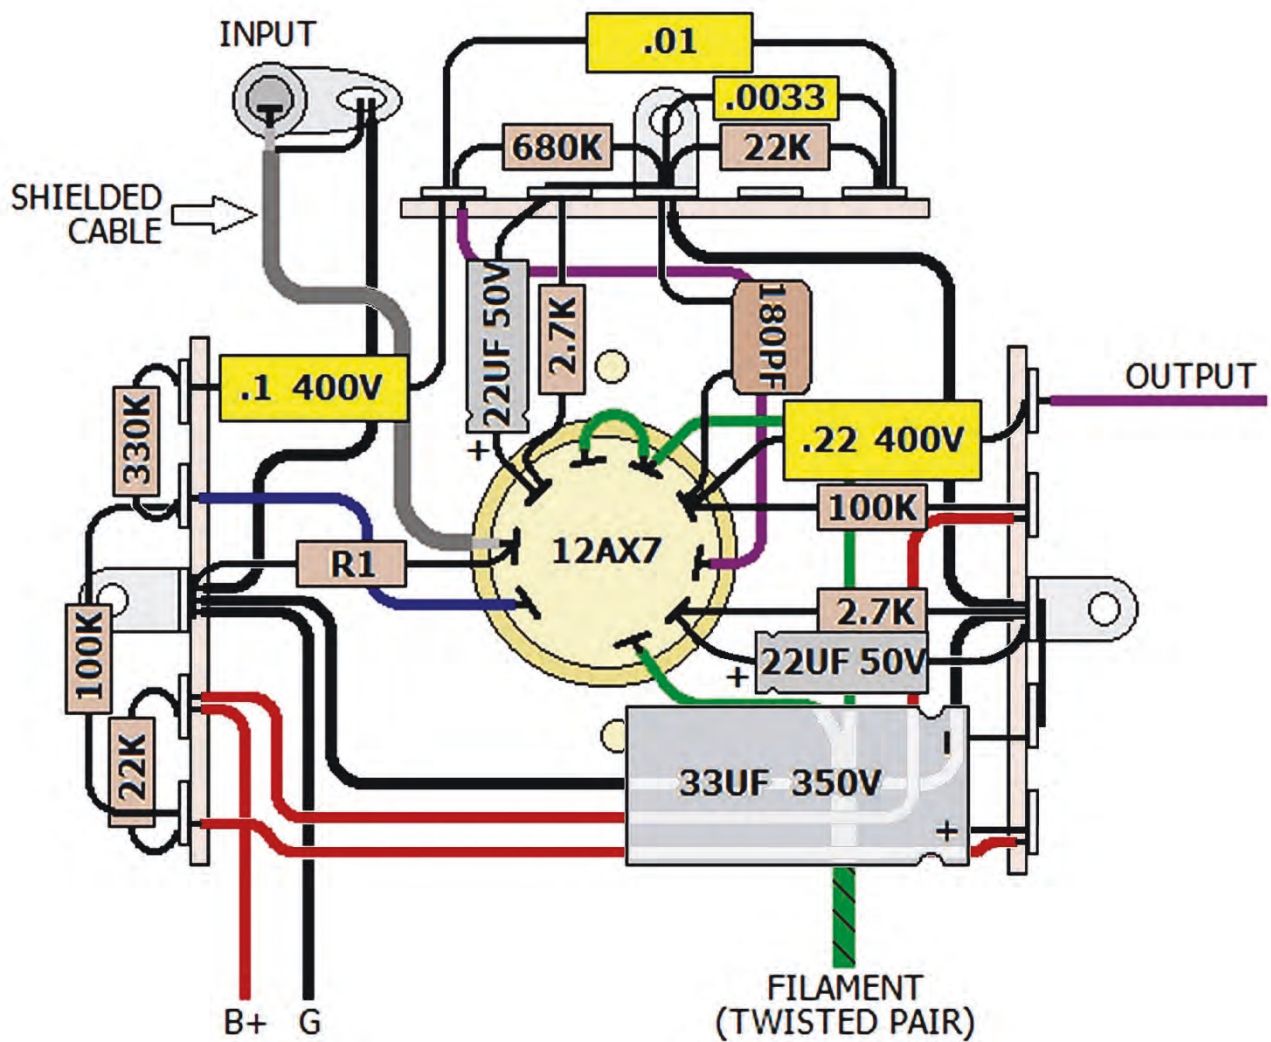 INPUT
.01
.0033
680K
22K
SHIELDED
CABLE
22UF 50V
2.7K
180PF
.1 400V
330K
OUTPUT
.22 400V
+
100K
12AX7
R1
2.7K
100K
22UF 50V
+
22K
-
33UF 350V
+
FILAMENT
(TWISTED PAIR)
B+ G